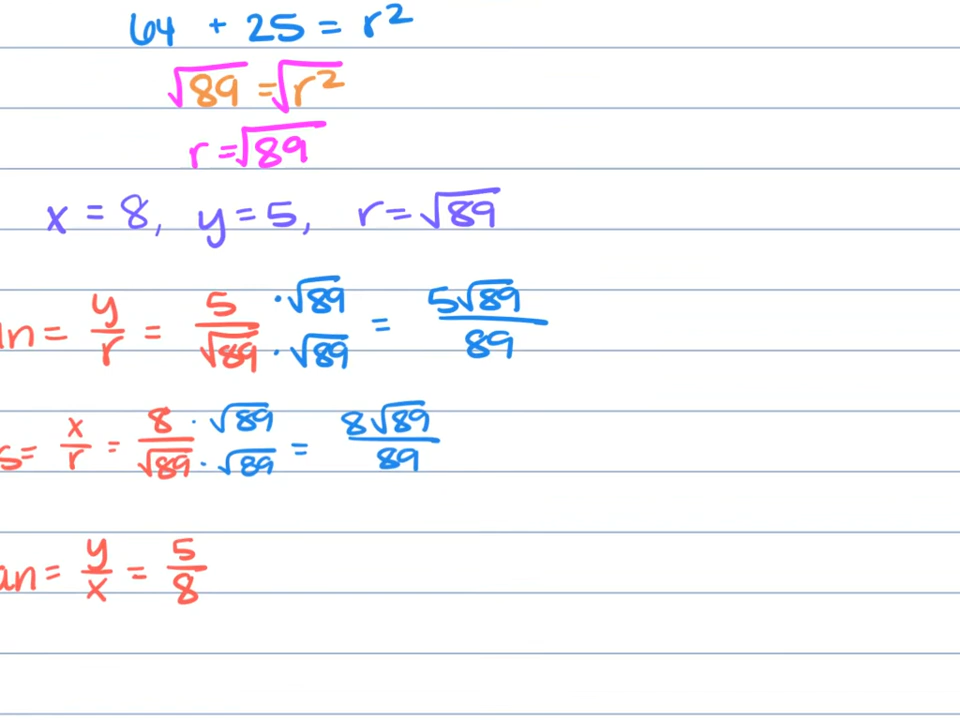 64 + 25 = r²
√89 = √r²
r = √89
x = 8, y = 5, r = √89
in = y/r = 5/√89 · √89/√89 = 5√89/89
s = x/r = 8/√89 · √89/√89 = 8√89/89
an = y/x = 5/8